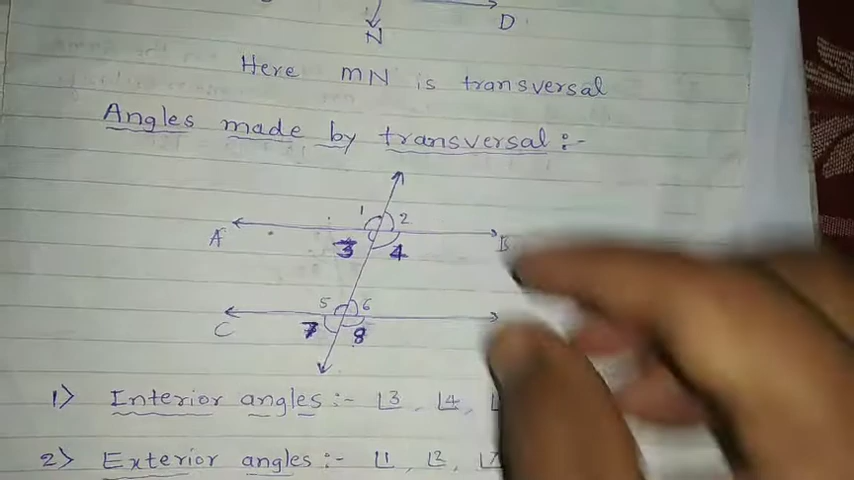 N D
Here mN is transversal
Angles made by transversal :-
1 2
A B
3 4
5 6
C
7 8
1> Interior angles :- ∠3, ∠4,
2> Exterior angles :- ∠1, ∠2, ∠7